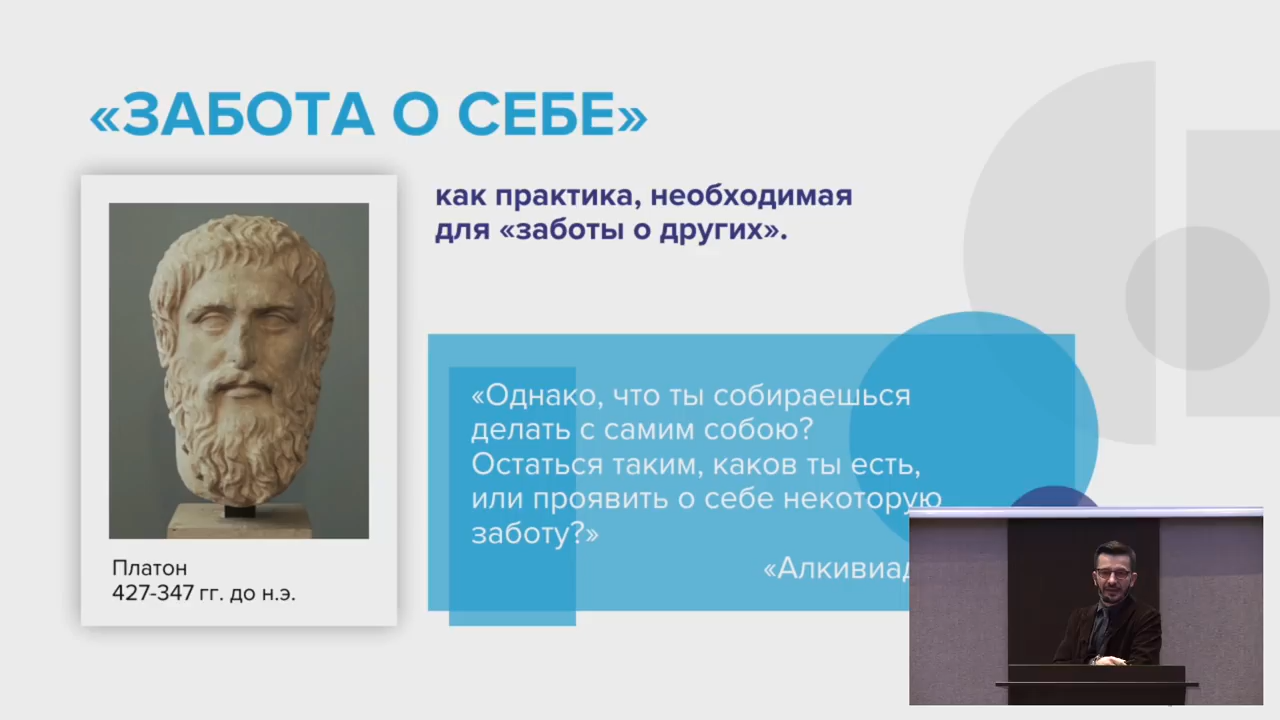 «ЗАБОТА О СЕБЕ»
как практика, необходимая
для «заботы о других».
«Однако, что ты собираешься
делать с самим собою?
Остаться таким, каков ты есть,
или проявить о себе некоторую
заботу?»
«Алкивиад
Платон
427-347 гг. до н.э.